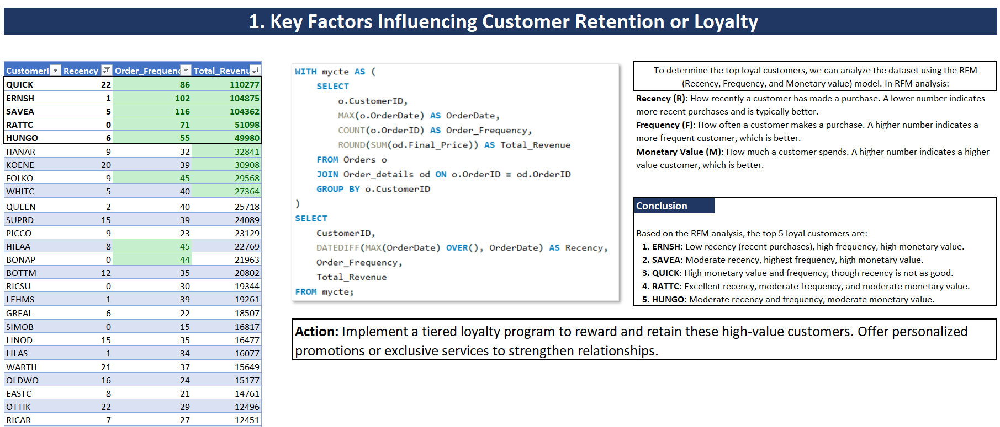 1. Key Factors Influencing Customer Retention or Loyalty
CustomerI Recency Order_Frequenc Total_Revenu
QUICK 22 86 110277
ERNSH 1 102 104875
SAVEA 5 116 104362
RATTC 0 71 51098
HUNGO 6 55 49980
HANAR 9 32 32841
KOENE 20 39 30908
FOLKO 9 45 29568
WHITC 5 40 27364
QUEEN 2 40 25718
SUPRD 15 39 24089
PICCO 9 23 23129
HILAA 8 45 22769
BONAP 0 44 21963
BOTTM 12 35 20802
RICSU 0 30 19344
LEHMS 1 39 19261
GREAL 6 22 18507
SIMOB 0 15 16817
LINOD 15 35 16477
LILAS 1 34 16077
WARTH 21 37 15649
OLDWO 16 24 15177
EASTC 8 21 14761
OTTIK 22 29 12496
RICAR 7 27 12451
WITH mycte AS (
SELECT
o.CustomerID,
MAX(o.OrderDate) AS OrderDate,
COUNT(o.OrderID) AS Order_Frequency,
ROUND(SUM(od.Final_Price)) AS Total_Revenue
FROM Orders o
JOIN Order_details od ON o.OrderID = od.OrderID
GROUP BY o.CustomerID
)
SELECT
CustomerID,
DATEDIFF(MAX(OrderDate) OVER(), OrderDate) AS Recency,
Order_Frequency,
Total_Revenue
FROM mycte;
To determine the top loyal customers, we can analyze the dataset using the RFM
(Recency, Frequency, and Monetary value) model. In RFM analysis:
Recency (R): How recently a customer has made a purchase. A lower number indicates
more recent purchases and is typically better.
Frequency (F): How often a customer makes a purchase. A higher number indicates a
more frequent customer, which is better.
Monetary Value (M): How much a customer spends. A higher number indicates a higher
value customer, which is better.
Conclusion
Based on the RFM analysis, the top 5 loyal customers are:
1. ERNSH: Low recency (recent purchases), high frequency, high monetary value.
2. SAVEA: Moderate recency, highest frequency, high monetary value.
3. QUICK: High monetary value and frequency, though recency is not as good.
4. RATTC: Excellent recency, moderate frequency, and moderate monetary value.
5. HUNGO: Moderate recency and frequency, moderate monetary value.
Action: Implement a tiered loyalty program to reward and retain these high-value customers. Offer personalized
promotions or exclusive services to strengthen relationships.